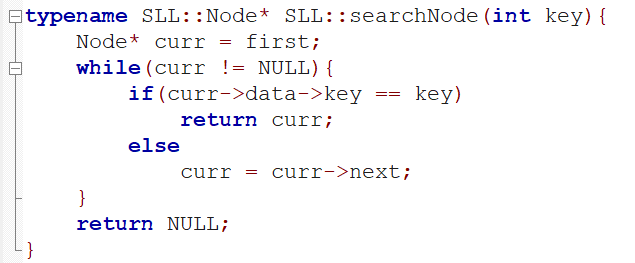 typename SLL::Node* SLL::searchNode(int key){
    Node* curr = first;
    while(curr != NULL){
        if(curr->data->key == key)
            return curr;
        else
            curr = curr->next;
    }
    return NULL;
}